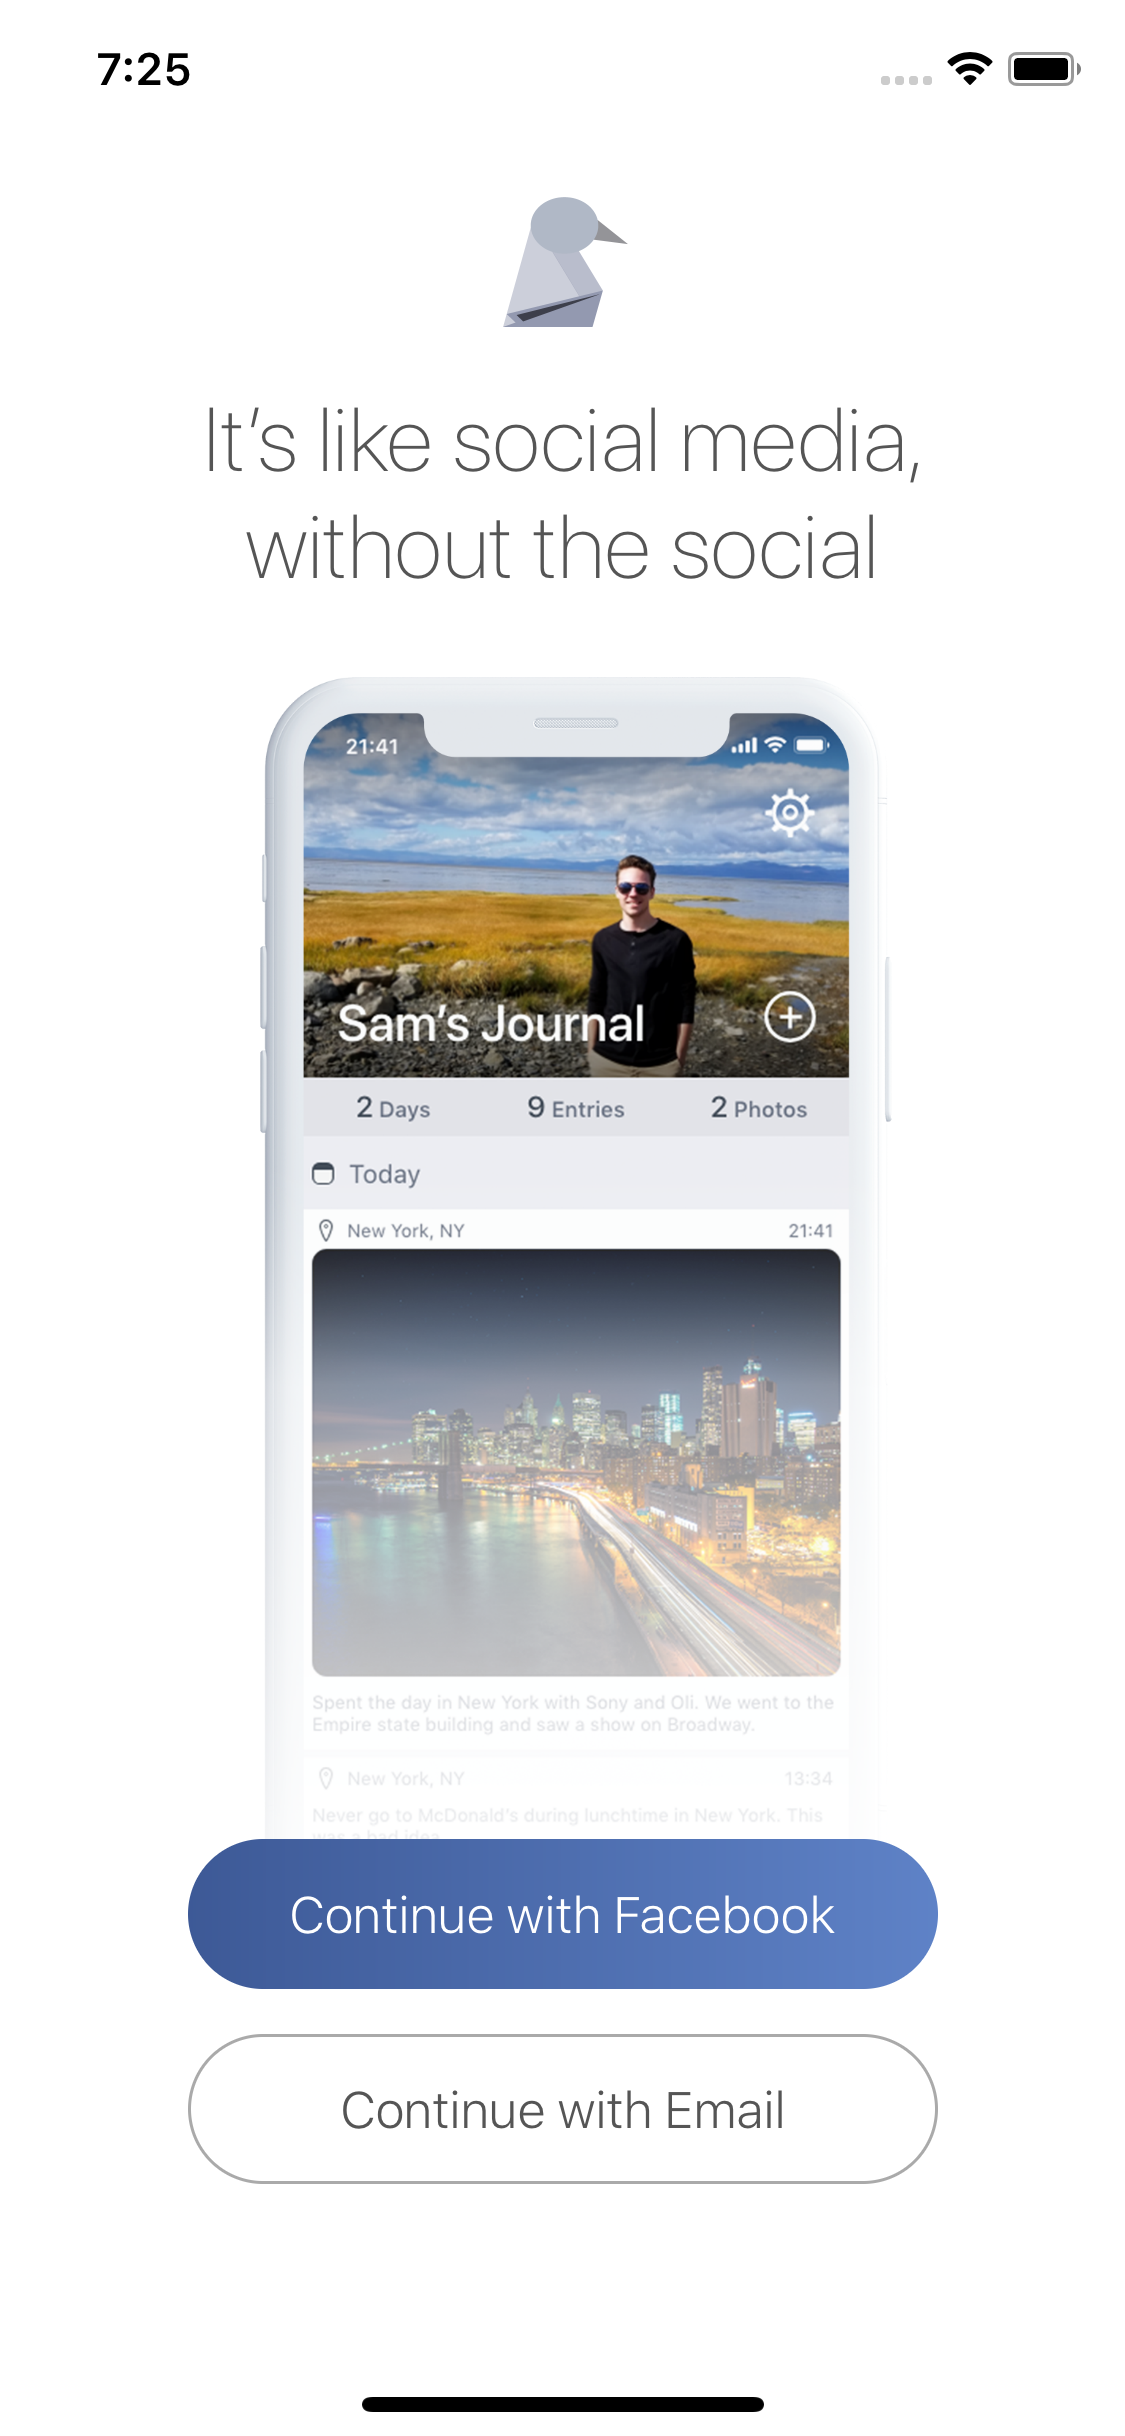 7:25
It’s like social media,
without the social
21:41
Sam’s Journal
2 Days 9 Entries 2 Photos
Today
New York, NY 21:41
Spent the day in New York with Sony and Oli. We went to the
Empire state building and saw a show on Broadway.
New York, NY 13:34
Never go to McDonald’s during lunchtime in New York. This
was a bad idea
Continue with Facebook
Continue with Email